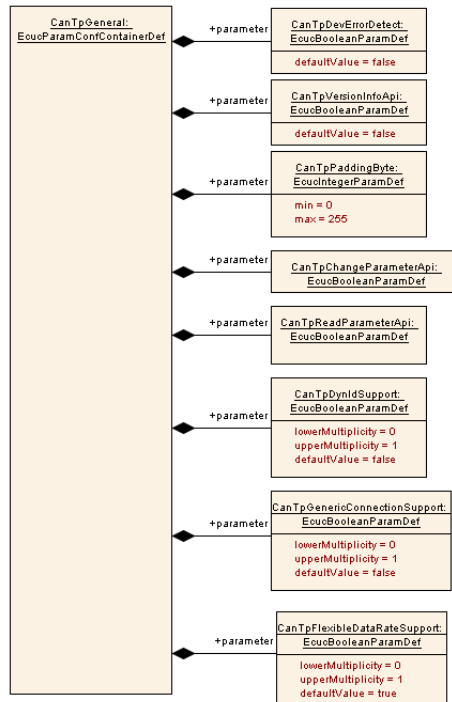 CanTpGeneral:
EcucParamConfContainerDef
+parameter
CanTpDevErrorDetect:
EcucBooleanParamDef
defaultValue = false
+parameter
CanTpVersionInfoApi:
EcucBooleanParamDef
defaultValue = false
+parameter
CanTpPaddingByte:
EcucIntegerParamDef
min = 0
max = 255
+parameter
CanTpChangeParameterApi:
EcucBooleanParamDef
+parameter
CanTpReadParameterApi:
EcucBooleanParamDef
+parameter
CanTpDynIdSupport:
EcucBooleanParamDef
lowerMultiplicity = 0
upperMultiplicity = 1
defaultValue = false
+parameter
CanTpGenericConnectionSupport:
EcucBooleanParamDef
lowerMultiplicity = 0
upperMultiplicity = 1
defaultValue = false
+parameter
CanTpFlexibleDataRateSupport:
EcucBooleanParamDef
lowerMultiplicity = 0
upperMultiplicity = 1
defaultValue = true